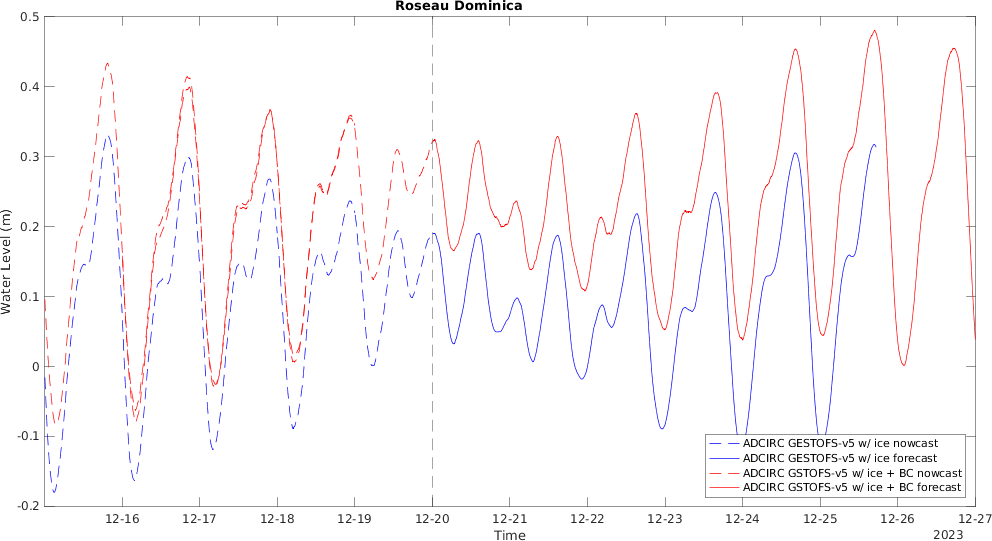 Roseau Dominica
0.5
0.4
0.3
0.2
0.1
0
-0.1
-0.2
Water Level (m)
ADCIRC GESTOFS-v5 w/ ice nowcast
ADCIRC GESTOFS-v5 w/ ice forecast
ADCIRC GSTOFS-v5 w/ ice + BC nowcast
ADCIRC GSTOFS-v5 w/ ice + BC forecast
12-16 12-17 12-18 12-19 12-20 12-21 12-22 12-23 12-24 12-25 12-26 12-27
Time
2023